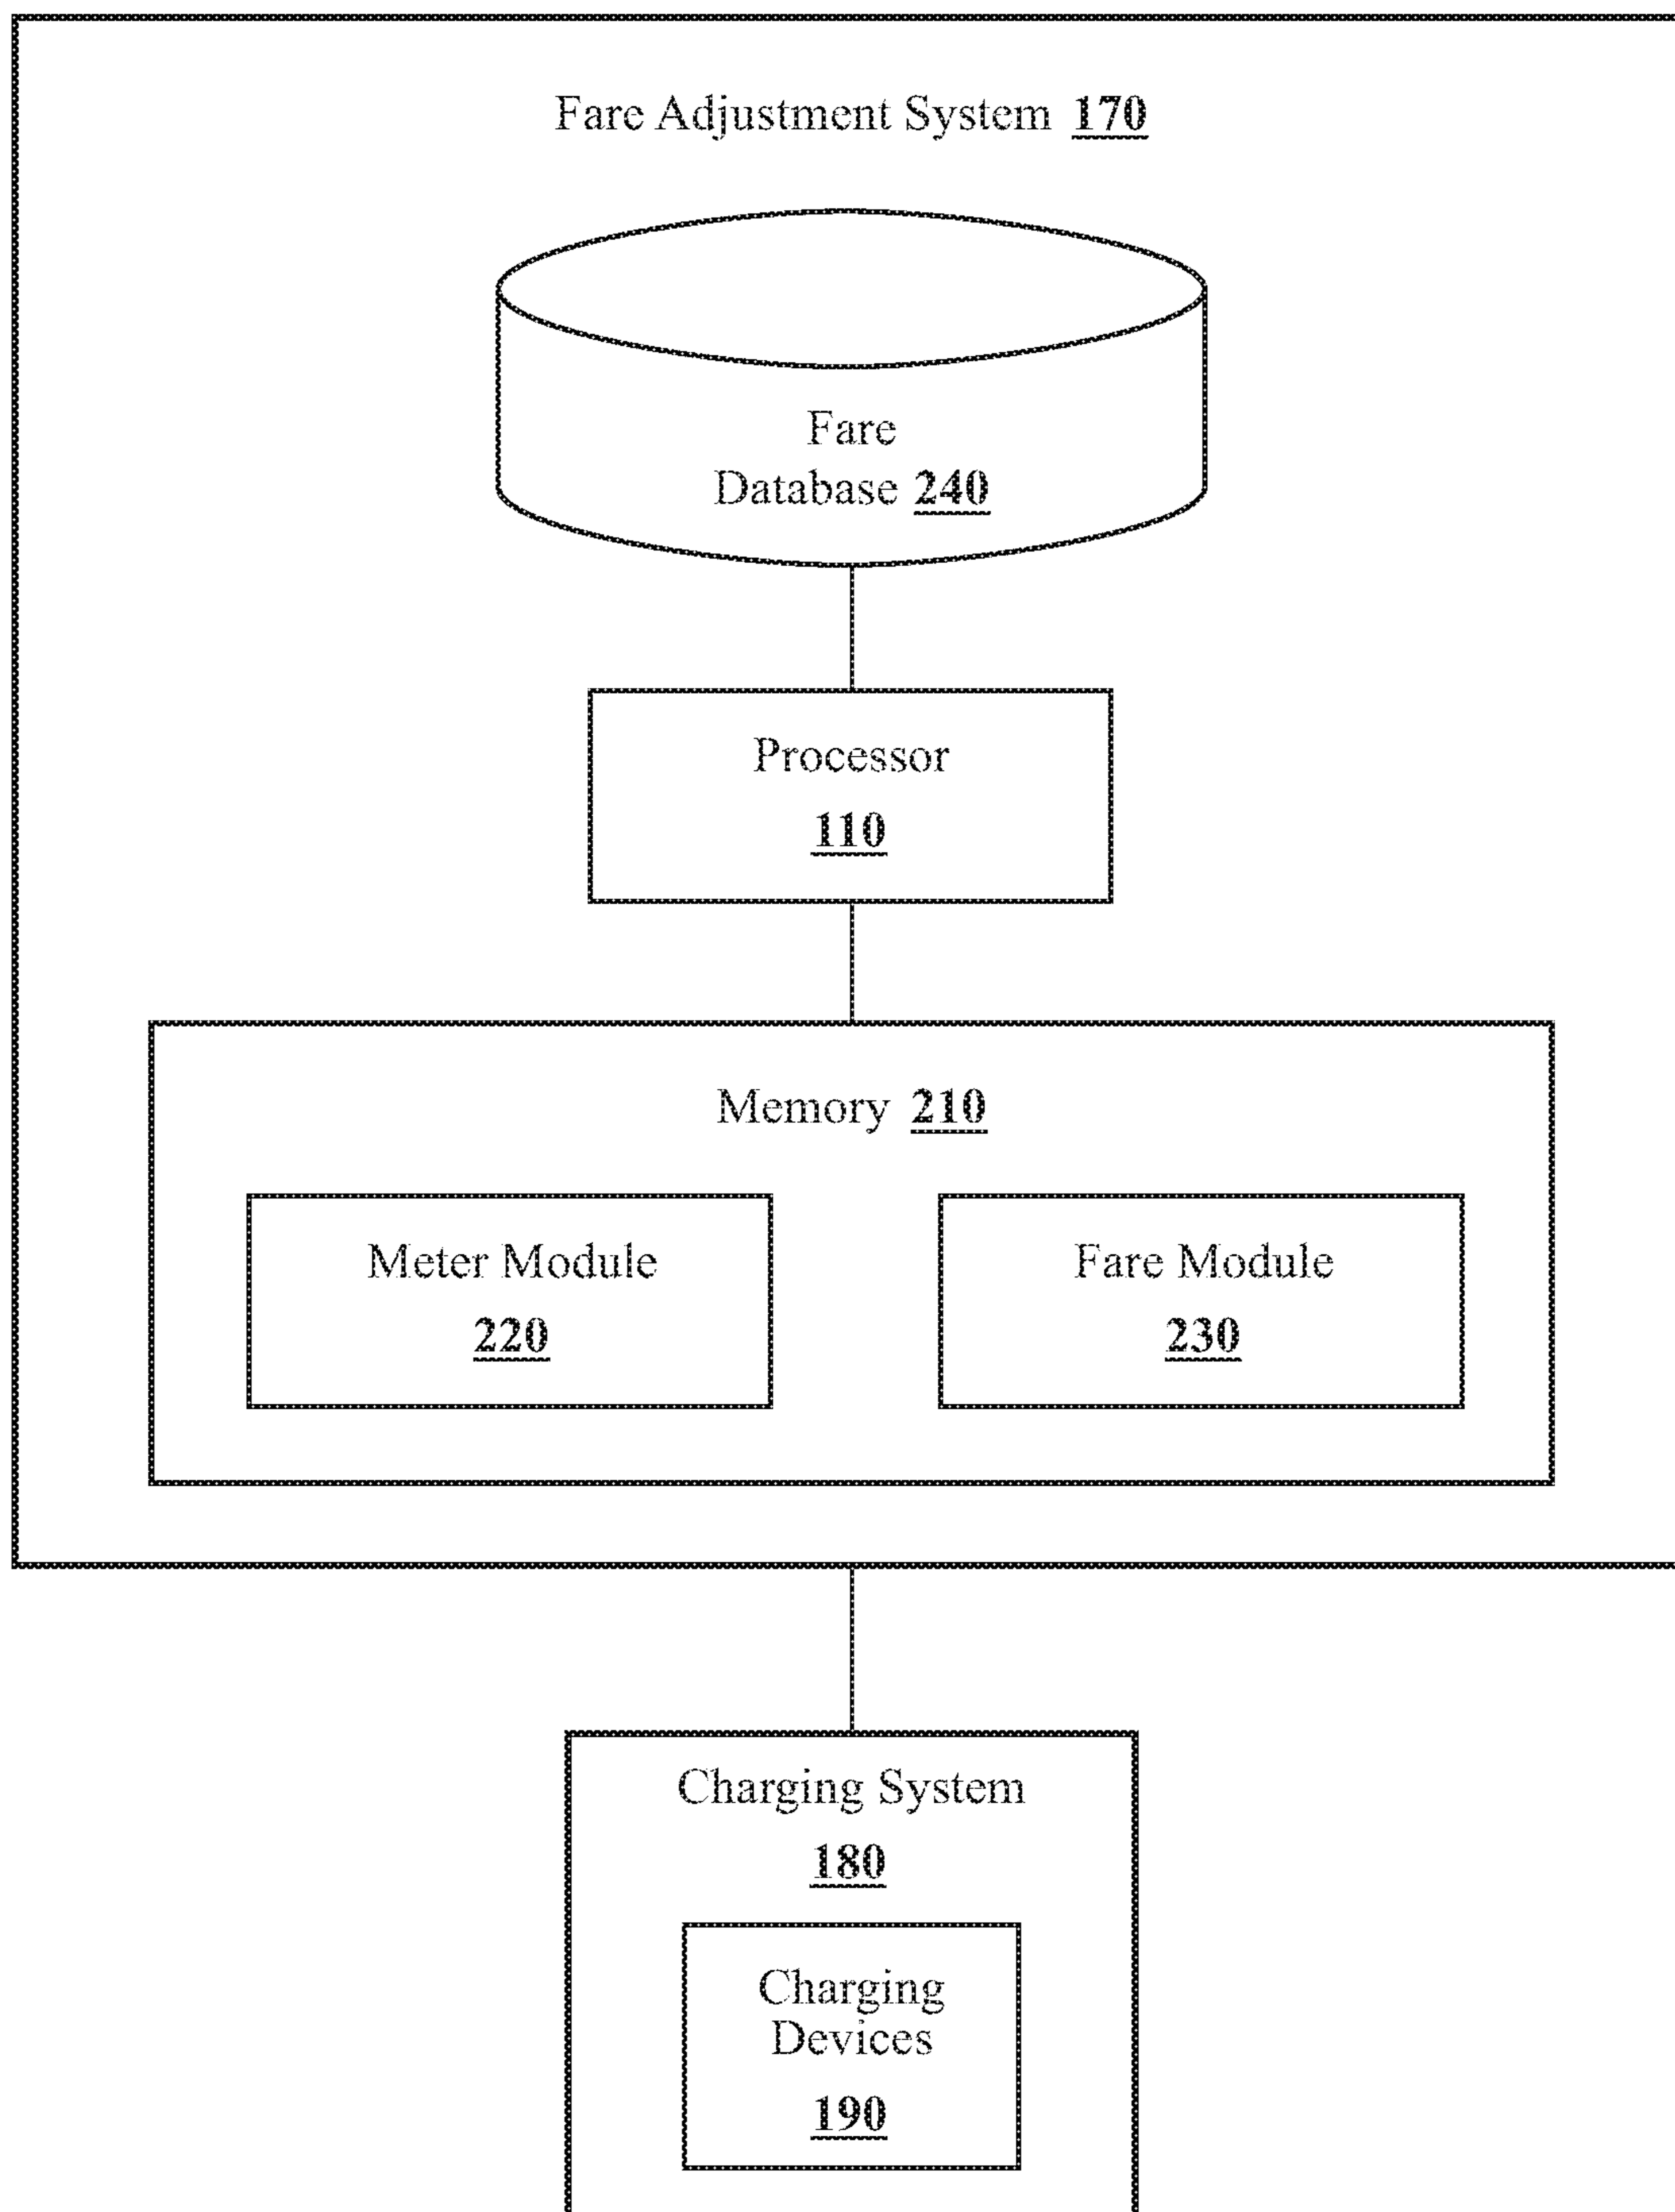 Fare Adjustment System 170
Fare
Database 240
Processor
110
Memory 210
Meter Module
220
Fare Module
230
Charging System
180
Charging
Devices
190